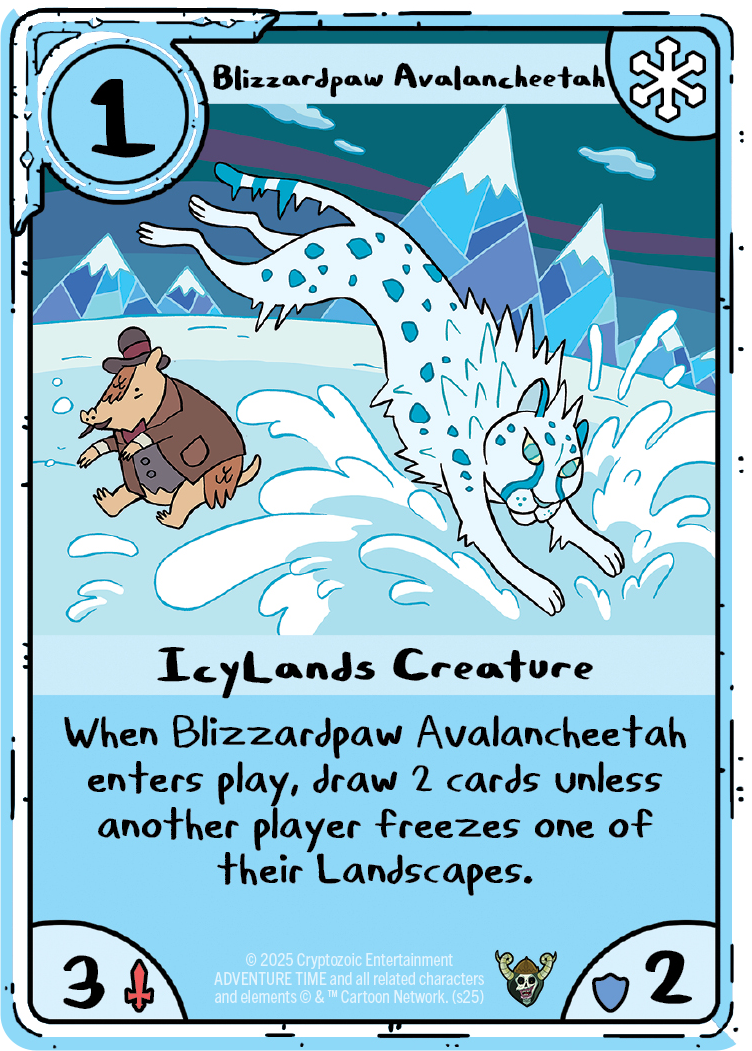 1
Blizzardpaw Avalancheetah
IcyLands Creature
When Blizzardpaw Avalancheetah
enters play, draw 2 cards unless
another player freezes one of
their Landscapes.
3
© 2025 Cryptozoic Entertainment
ADVENTURE TIME and all related characters
and elements © & ™ Cartoon Network. (s25)
2